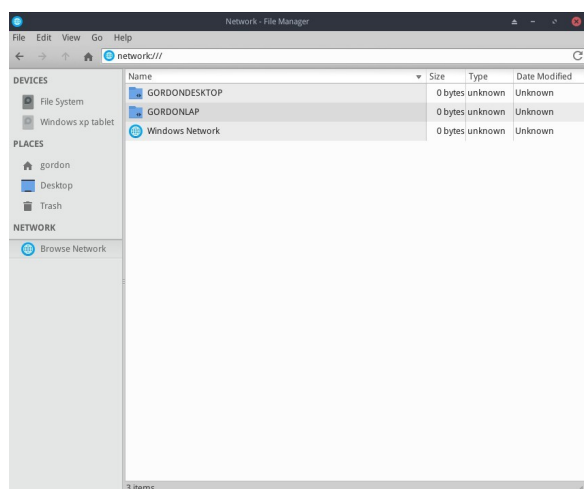 Network - File Manager
File Edit View Go Help
network:///
DEVICES
File System
Windows xp tablet
PLACES
gordon
Desktop
Trash
NETWORK
Browse Network
Name Size Type Date Modified
GORDONDESKTOP 0 bytes unknown Unknown
GORDONLAP 0 bytes unknown Unknown
Windows Network 0 bytes unknown Unknown
3 items